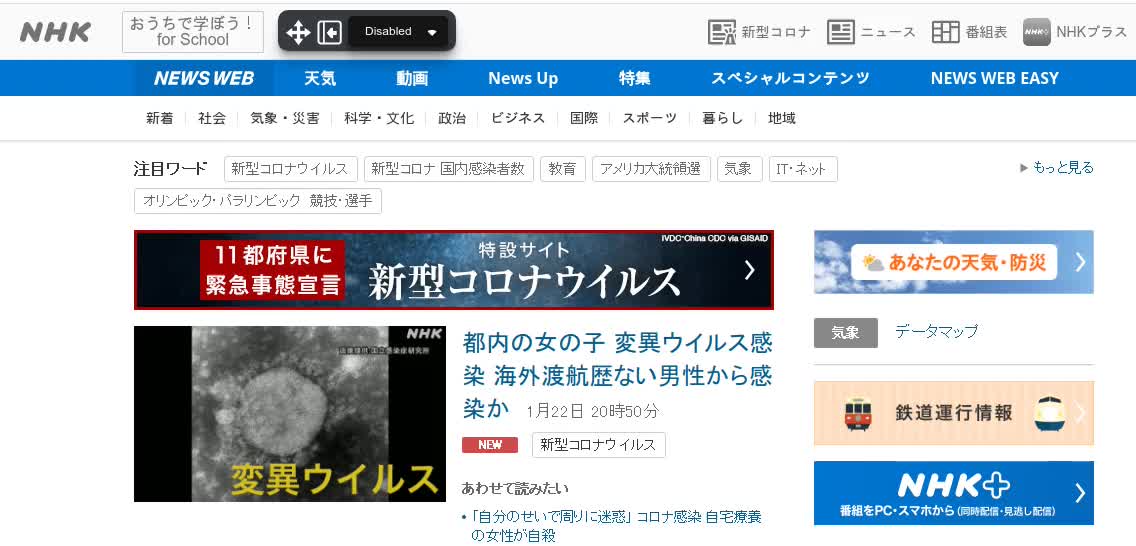 NHK
おうちで学ぼう！
for School
Disabled
新型コロナ
ニュース
番組表
NHK+
NHKプラス
NEWS WEB
天気
動画
News Up
特集
スペシャルコンテンツ
NEWS WEB EASY
新着
社会
気象・災害
科学・文化
政治
ビジネス
国際
スポーツ
暮らし
地域
注目ワード
新型コロナウイルス
新型コロナ 国内感染者数
教育
アメリカ大統領選
気象
IT・ネット
もっと見る
オリンピック・パラリンピック 競技・選手
11都府県に
緊急事態宣言
特設サイト
新型コロナウイルス
IVDC・China CDC via GISAID
あなたの天気・防災
NHK
画像提供 国立感染症研究所
変異ウイルス
都内の女の子 変異ウイルス感
染 海外渡航歴ない男性から感
染か 1月22日 20時50分
NEW
新型コロナウイルス
あわせて読みたい
・「自分のせいで周りに迷惑」コロナ感染 自宅療養
の女性が自殺
気象
データマップ
鉄道運行情報
NHK+
番組をPC・スマホから(同時配信・見逃し配信)